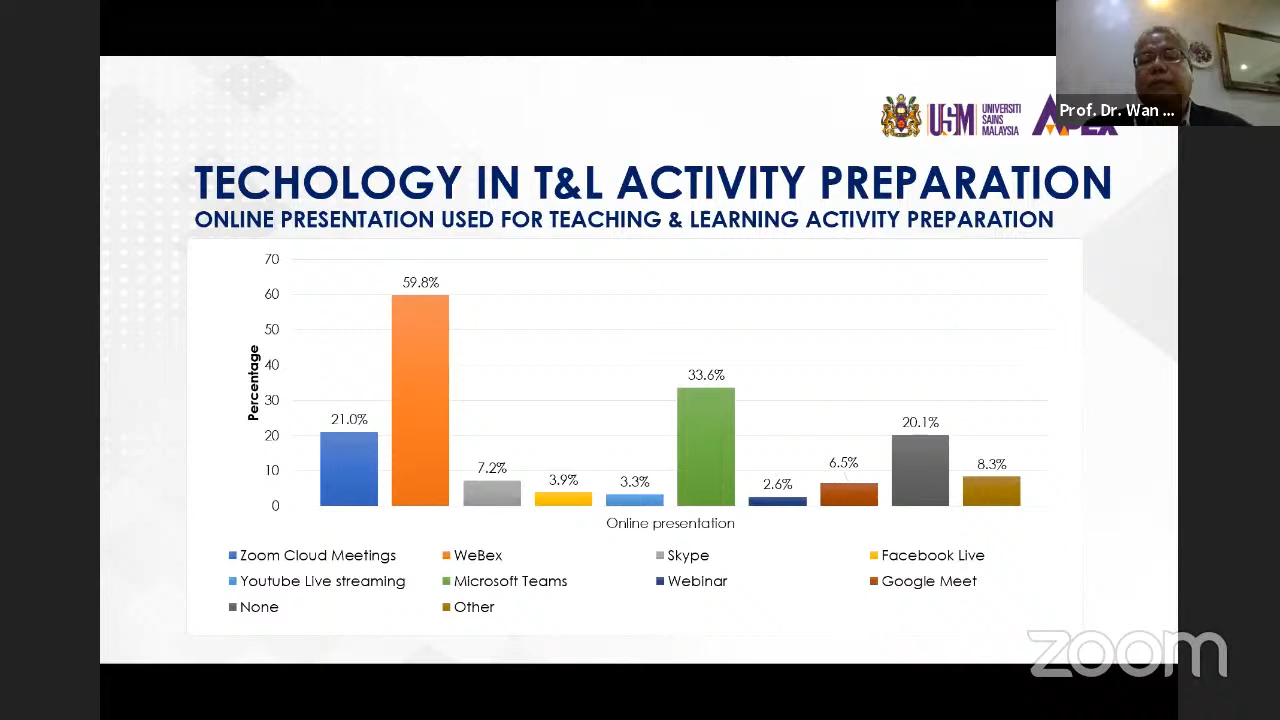 Prof. Dr. Wan ...
USM
UNIVERSITI
SAINS
MALAYSIA
APEX
TECHOLOGY IN T&L ACTIVITY PREPARATION
ONLINE PRESENTATION USED FOR TEACHING & LEARNING ACTIVITY PREPARATION
Percentage
70
60
50
40
30
20
10
0
21.0%
59.8%
7.2%
3.9%
3.3%
33.6%
2.6%
6.5%
20.1%
8.3%
Online presentation
Zoom Cloud Meetings WeBex Skype Facebook Live
Youtube Live streaming Microsoft Teams Webinar Google Meet
None Other
zoom